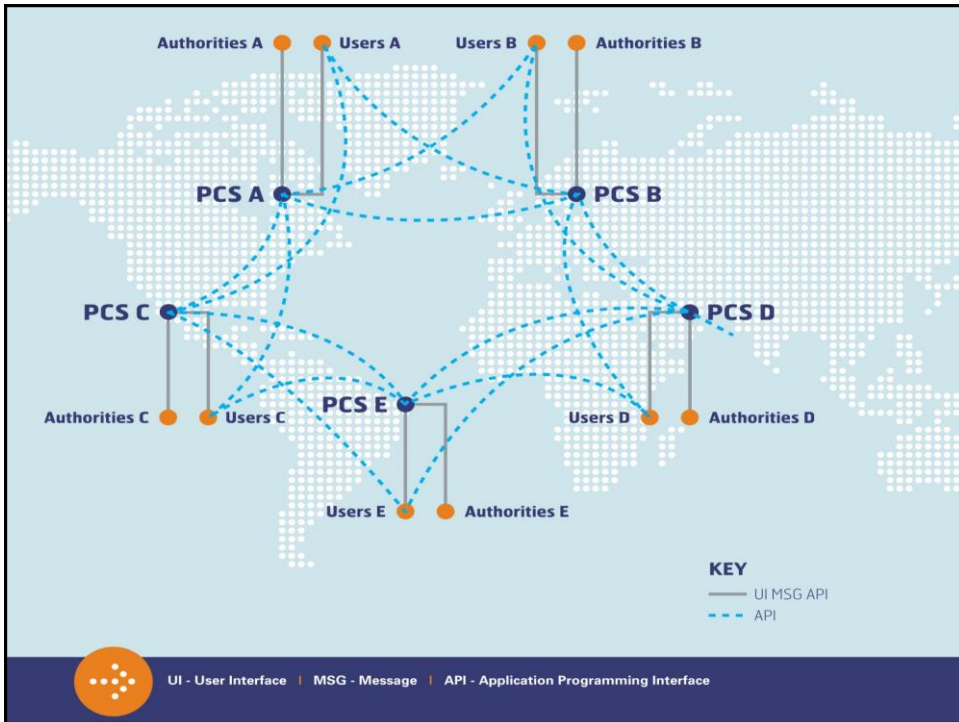 Authorities A
Users A
Users B
Authorities B
PCS A
PCS B
PCS C
PCS D
Authorities C
Users C
PCS E
Users D
Authorities D
Users E
Authorities E
KEY
UI MSG API
API
UI - User Interface | MSG - Message | API - Application Programming Interface